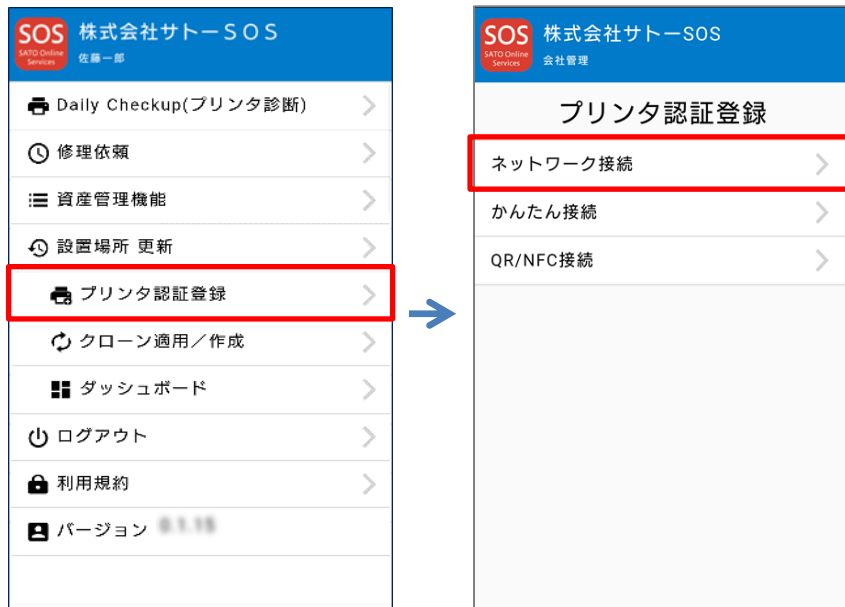 SOS
SATO Online
Services
株式会社サトーＳＯＳ
佐藤一郎
Daily Checkup(プリンタ診断)
修理依頼
資産管理機能
設置場所 更新
プリンタ認証登録
クローン適用／作成
ダッシュボード
ログアウト
利用規約
バージョン 0.1.15
SOS
SATO Online
Services
株式会社サトーSOS
会社管理
プリンタ認証登録
ネットワーク接続
かんたん接続
QR/NFC接続